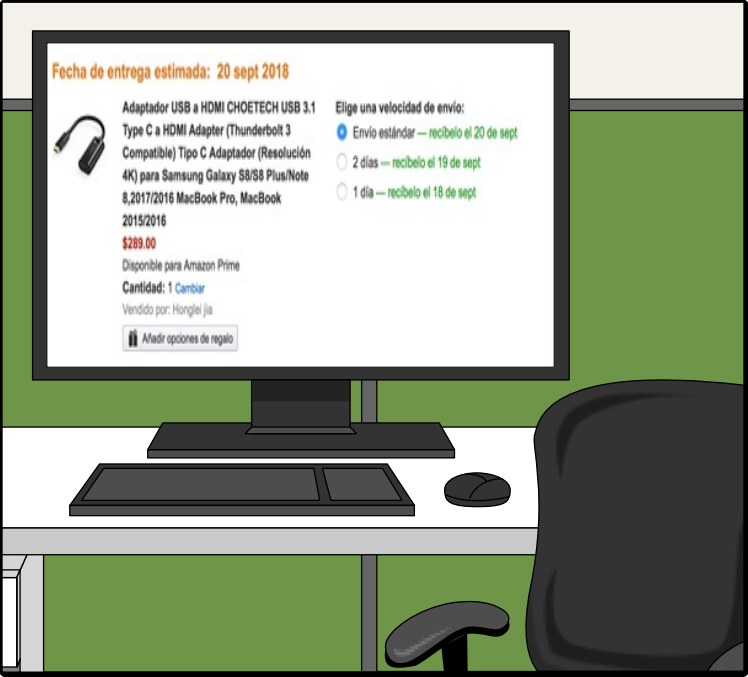 Fecha de entrega estimada: 20 sept 2018
Adaptador USB a HDMI CHOETECH USB 3.1
Type C a HDMI Adapter (Thunderbolt 3
Compatible) Tipo C Adaptador (Resolución
4K) para Samsung Galaxy S8/S8 Plus/Note
8,2017/2016 MacBook Pro, MacBook
2015/2016
$289.00
Disponible para Amazon Prime
Cantidad: 1 Cambiar
Vendido por: Honglei jia
Añadir opciones de regalo
Elige una velocidad de envío:
Envío estándar — recíbelo el 20 de sept
2 días — recíbelo el 19 de sept
1 día — recíbelo el 18 de sept